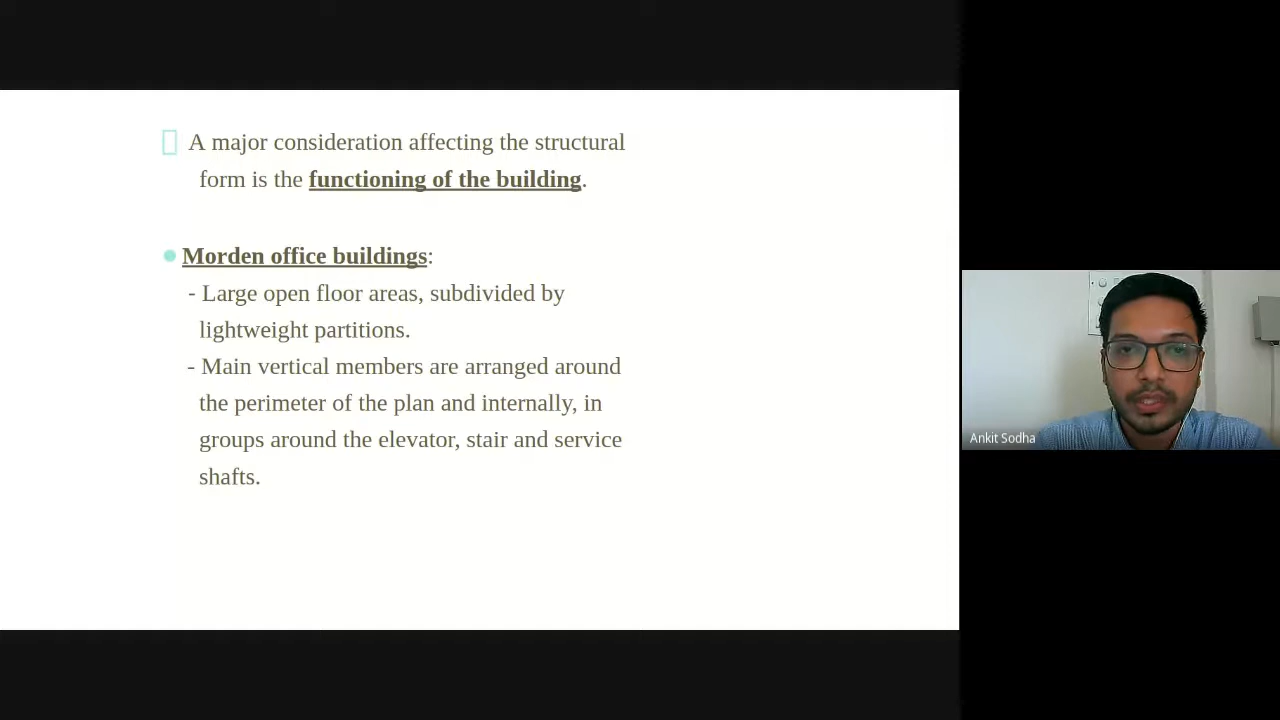 A major consideration affecting the structural
form is the functioning of the building.
Morden office buildings:
- Large open floor areas, subdivided by
lightweight partitions.
- Main vertical members are arranged around
the perimeter of the plan and internally, in
groups around the elevator, stair and service
shafts.
Ankit Sodha